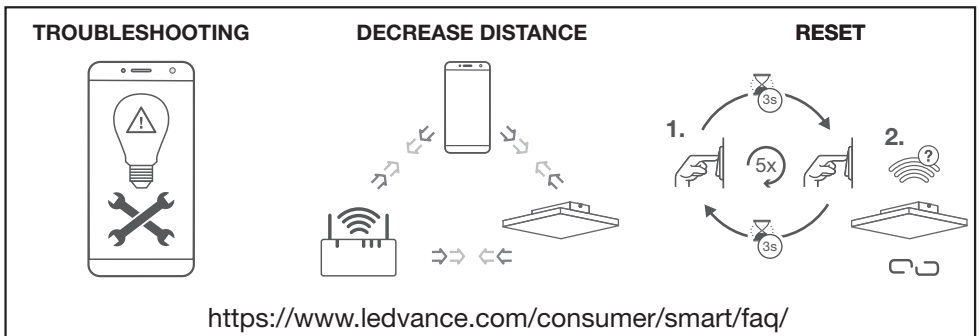 TROUBLESHOOTING
DECREASE DISTANCE
RESET
3s
1.
5x
2.
?
!
3s
https://www.ledvance.com/consumer/smart/faq/